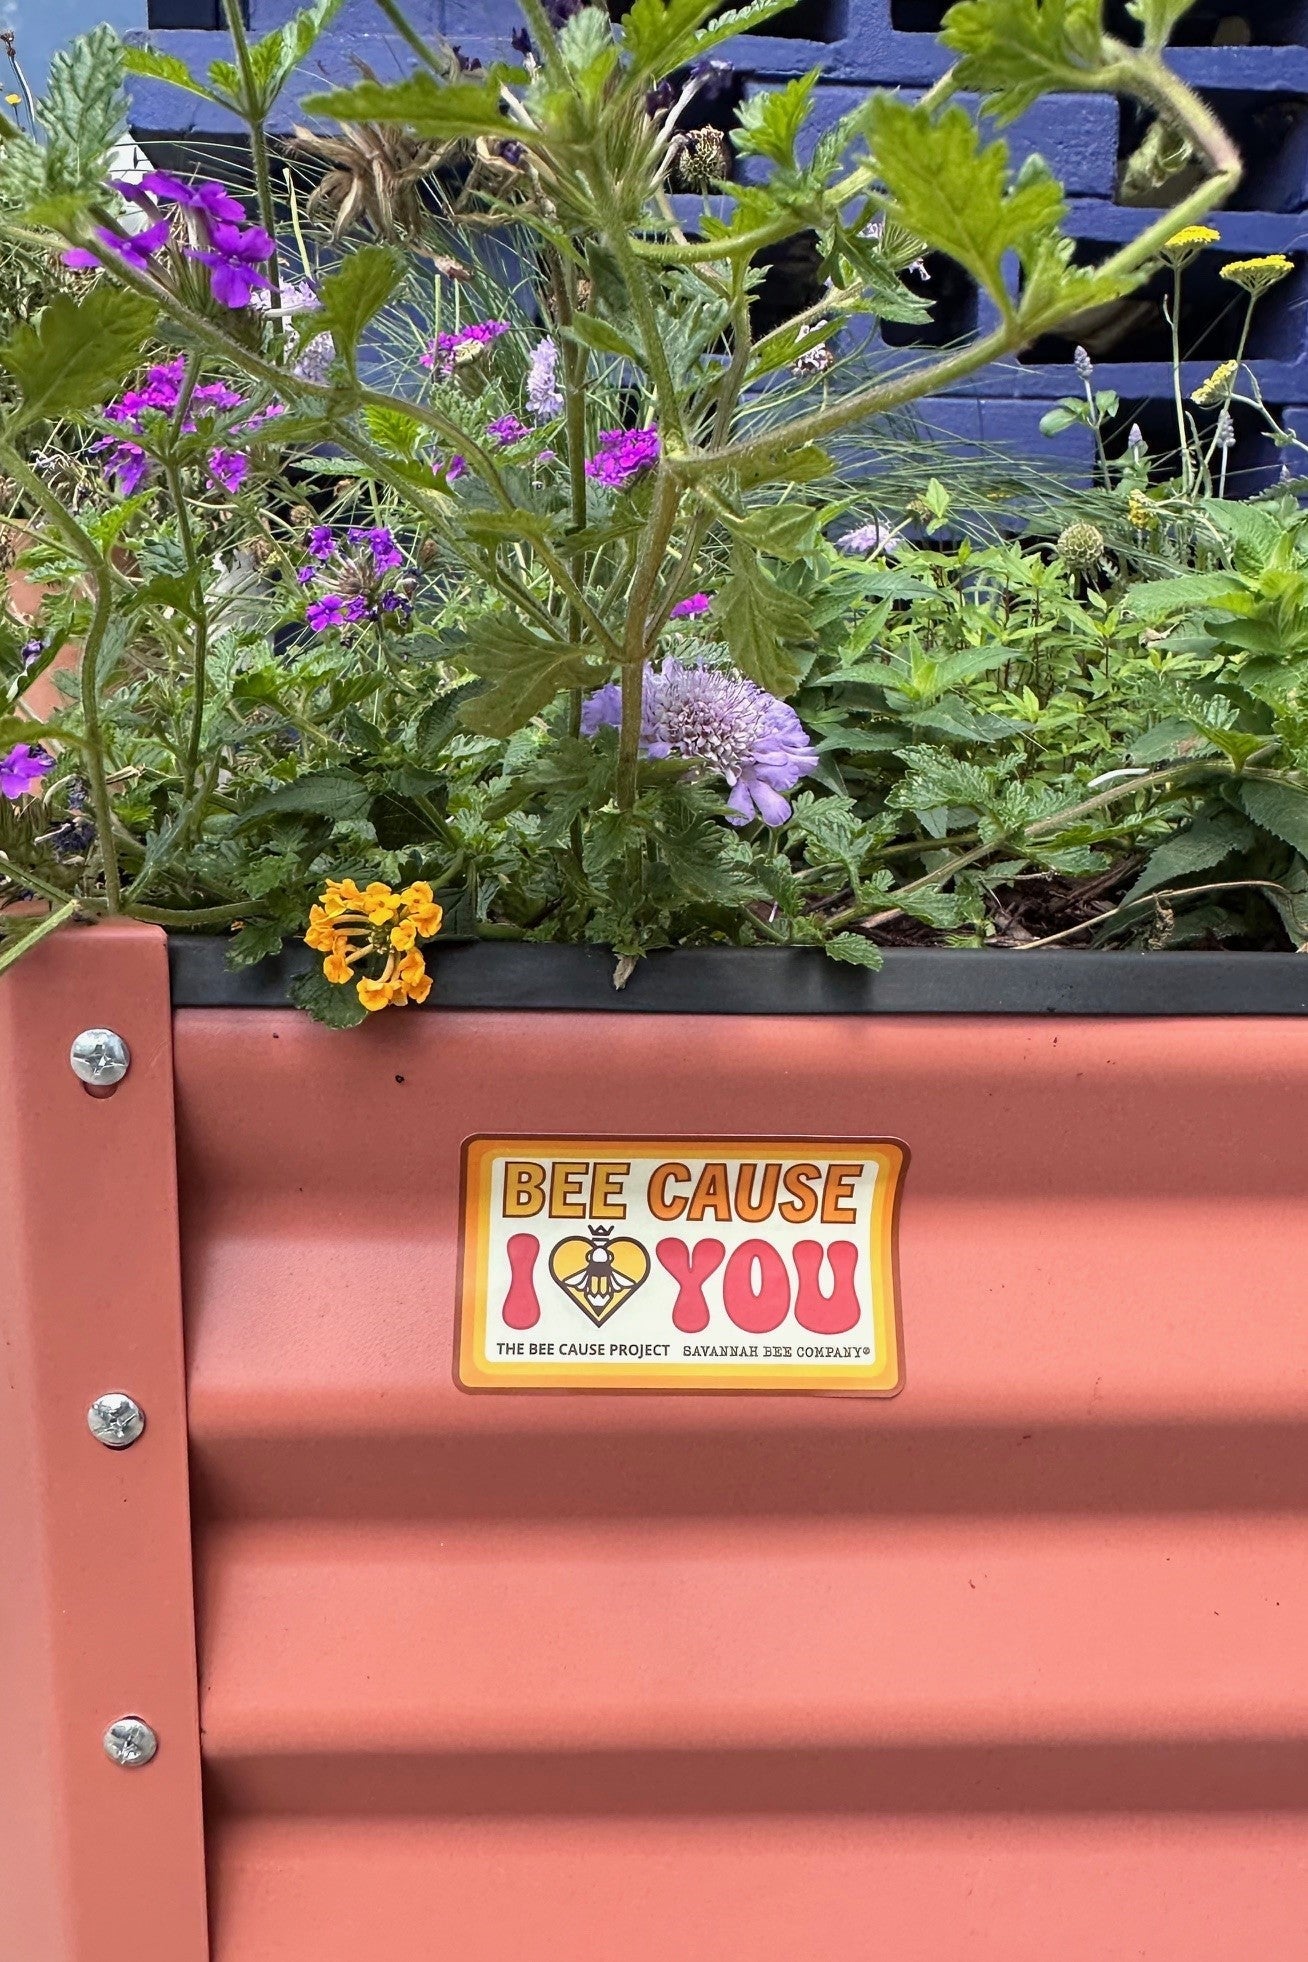 BEE CAUSE
I YOU
THE BEE CAUSE PROJECT SAVANNAH BEE COMPANY®